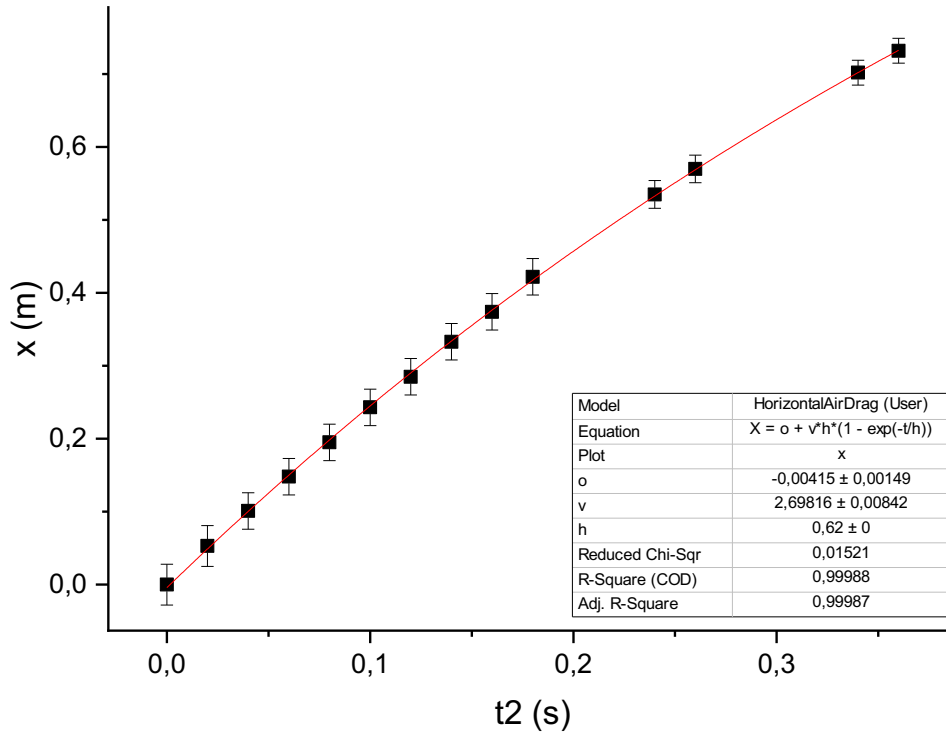 x (m)
0,6
0,4
0,2
0,0
0,0 0,1 0,2 0,3
t2 (s)
Model HorizontalAirDrag (User)
Equation X = o + v*h*(1 - exp(-t/h))
Plot x
o -0,00415 ± 0,00149
v 2,69816 ± 0,00842
h 0,62 ± 0
Reduced Chi-Sqr 0,01521
R-Square (COD) 0,99988
Adj. R-Square 0,99987